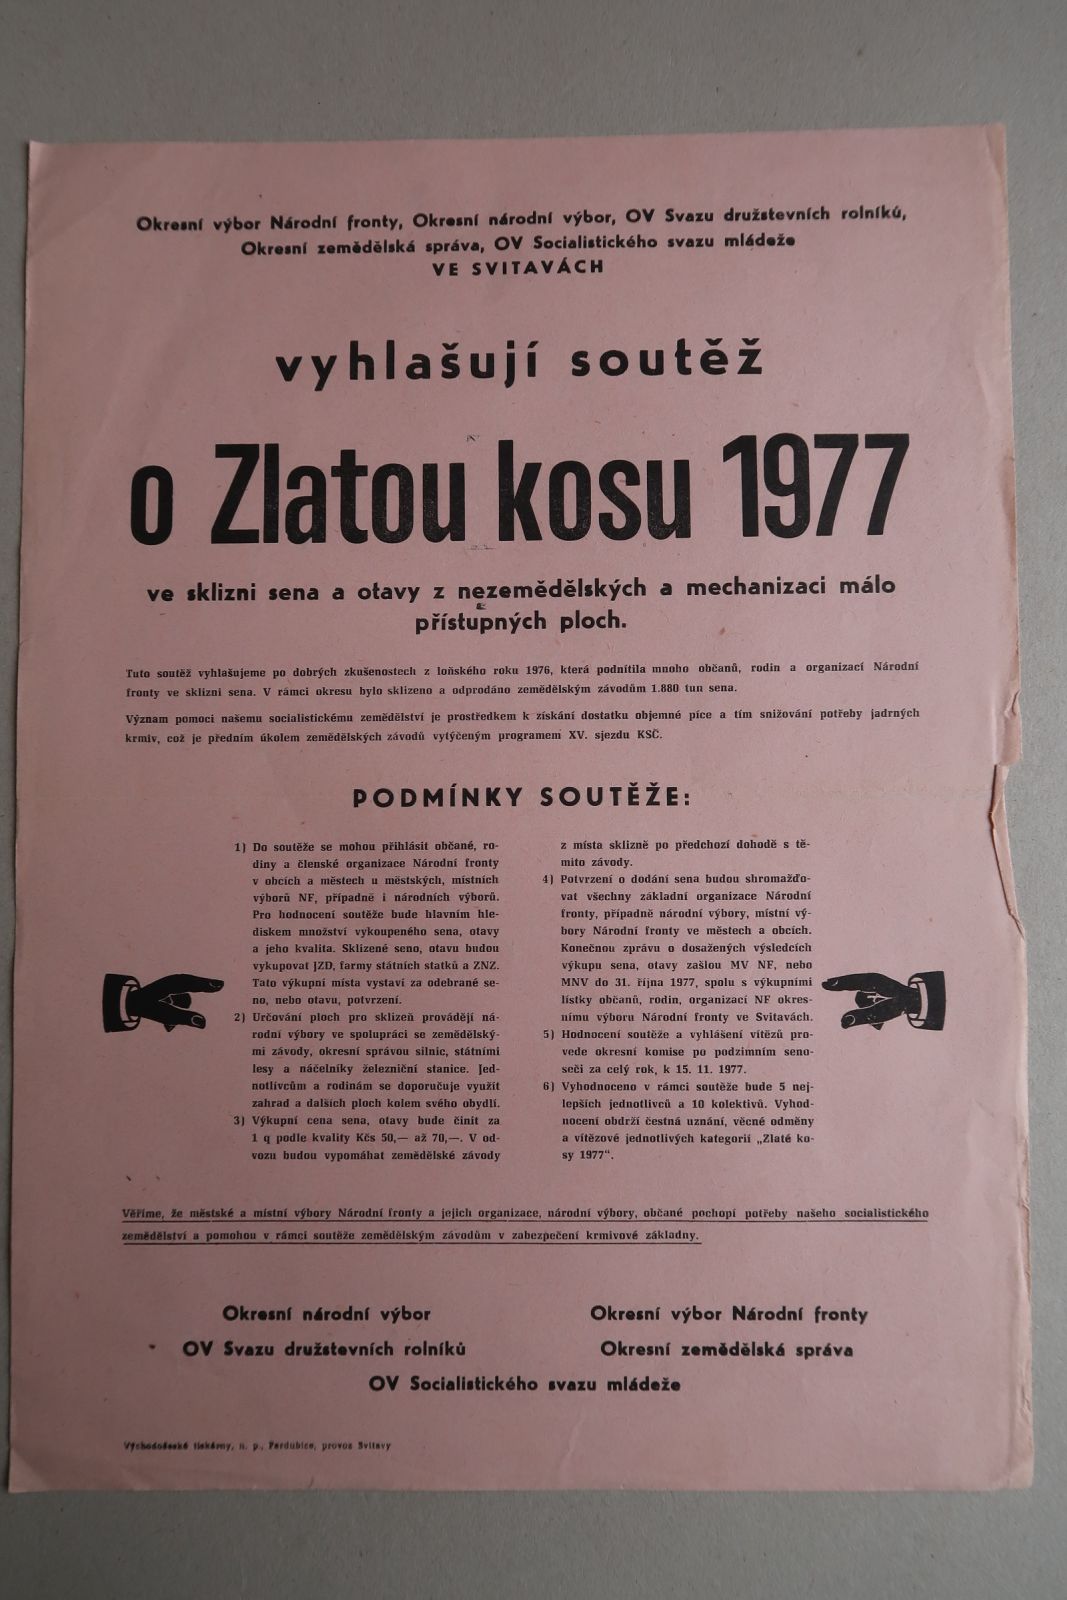 Okresní výbor Národní fronty, Okresní národní výbor, OV Svazu družstevních rolníků,
Okresní zemědělská správa, OV Socialistického svazu mládeže
VE SVITAVÁCH
vyhlašují soutěž
o Zlatou kosu 1977
ve sklizni sena a otavy z nezemědělských a mechanizaci málo
přístupných ploch.
Tuto soutěž vyhlašujeme po dobrých zkušenostech z loňského roku 1976, která podnítila mnoho občanů, rodin a organizací Národní
fronty ve sklizni sena. V rámci okresu bylo sklizeno a odprodáno zemědělským závodům 1.880 tun sena.
Význam pomoci našemu socialistickému zemědělství je prostředkem k získání dostatku objemné píce a tím snižování potřeby jadrných
krmiv, což je předním úkolem zemědělských závodů vytýčeným programem XV. sjezdu KSČ.
PODMÍNKY SOUTĚŽE:
1) Do soutěže se mohou přihlásit občané, ro-
diny a členské organizace Národní fronty
v obcích a městech u městských, místních
výborů NF, případně i národních výborů.
Pro hodnocení soutěže bude hlavním hle-
diskem množství vykoupeného sena, otavy
a jeho kvalita. Sklizené seno, otavu budou
vykupovat JZD, farmy státních statků a ZNZ.
Tato výkupní místa vystaví za odebrané se-
no, nebo otavu, potvrzení.
2) Určování ploch pro sklizeň provádějí ná-
rodní výbory ve spolupráci se zemědělský-
mi závody, okresní správou silnic, státními
lesy a náčelníky železniční stanice. Jed-
notlivcům a rodinám se doporučuje využít
zahrad a dalších ploch kolem svého obydlí.
3) Výkupní cena sena, otavy bude činit za
1 q podle kvality Kčs 50,— až 70,—. V od-
vozu budou vypomáhat zemědělské závody
z místa sklizně po předchozí dohodě s tě-
mito závody.
4) Potvrzení o dodání sena budou shromažďo-
vat všechny základní organizace Národní
fronty, případně národní výbory, místní vý-
bory Národní fronty ve městech a obcích.
Konečnou zprávu o dosažených výsledcích
výkupu sena, otavy zašlou MV NF, nebo
MNV do 31. října 1977, spolu s výkupními
lístky občanů, rodin, organizací NF okres-
nímu výboru Národní fronty ve Svitavách.
5) Hodnocení soutěže a vyhlášení vítězů pro-
vede okresní komise po podzimním seno-
seči za celý rok, k 15. 11. 1977.
6) Vyhodnoceno v rámci soutěže bude 5 nej-
lepších jednotlivců a 10 kolektivů. Vyhod-
nocení obdrží čestná uznání, věcné odměny
a vítězové jednotlivých kategorií „Zlaté ko-
sy 1977“.
Věříme, že městské a místní výbory Národní fronty a jejich organizace, národní výbory, občané pochopí potřeby našeho socialistického
zemědělství a pomohou v rámci soutěže zemědělským závodům v zabezpečení krmivové základny.
Okresní národní výbor
Okresní výbor Národní fronty
OV Svazu družstevních rolníků
Okresní zemědělská správa
OV Socialistického svazu mládeže
Východočeské tiskárny, n. p., Pardubice, provoz Svitavy